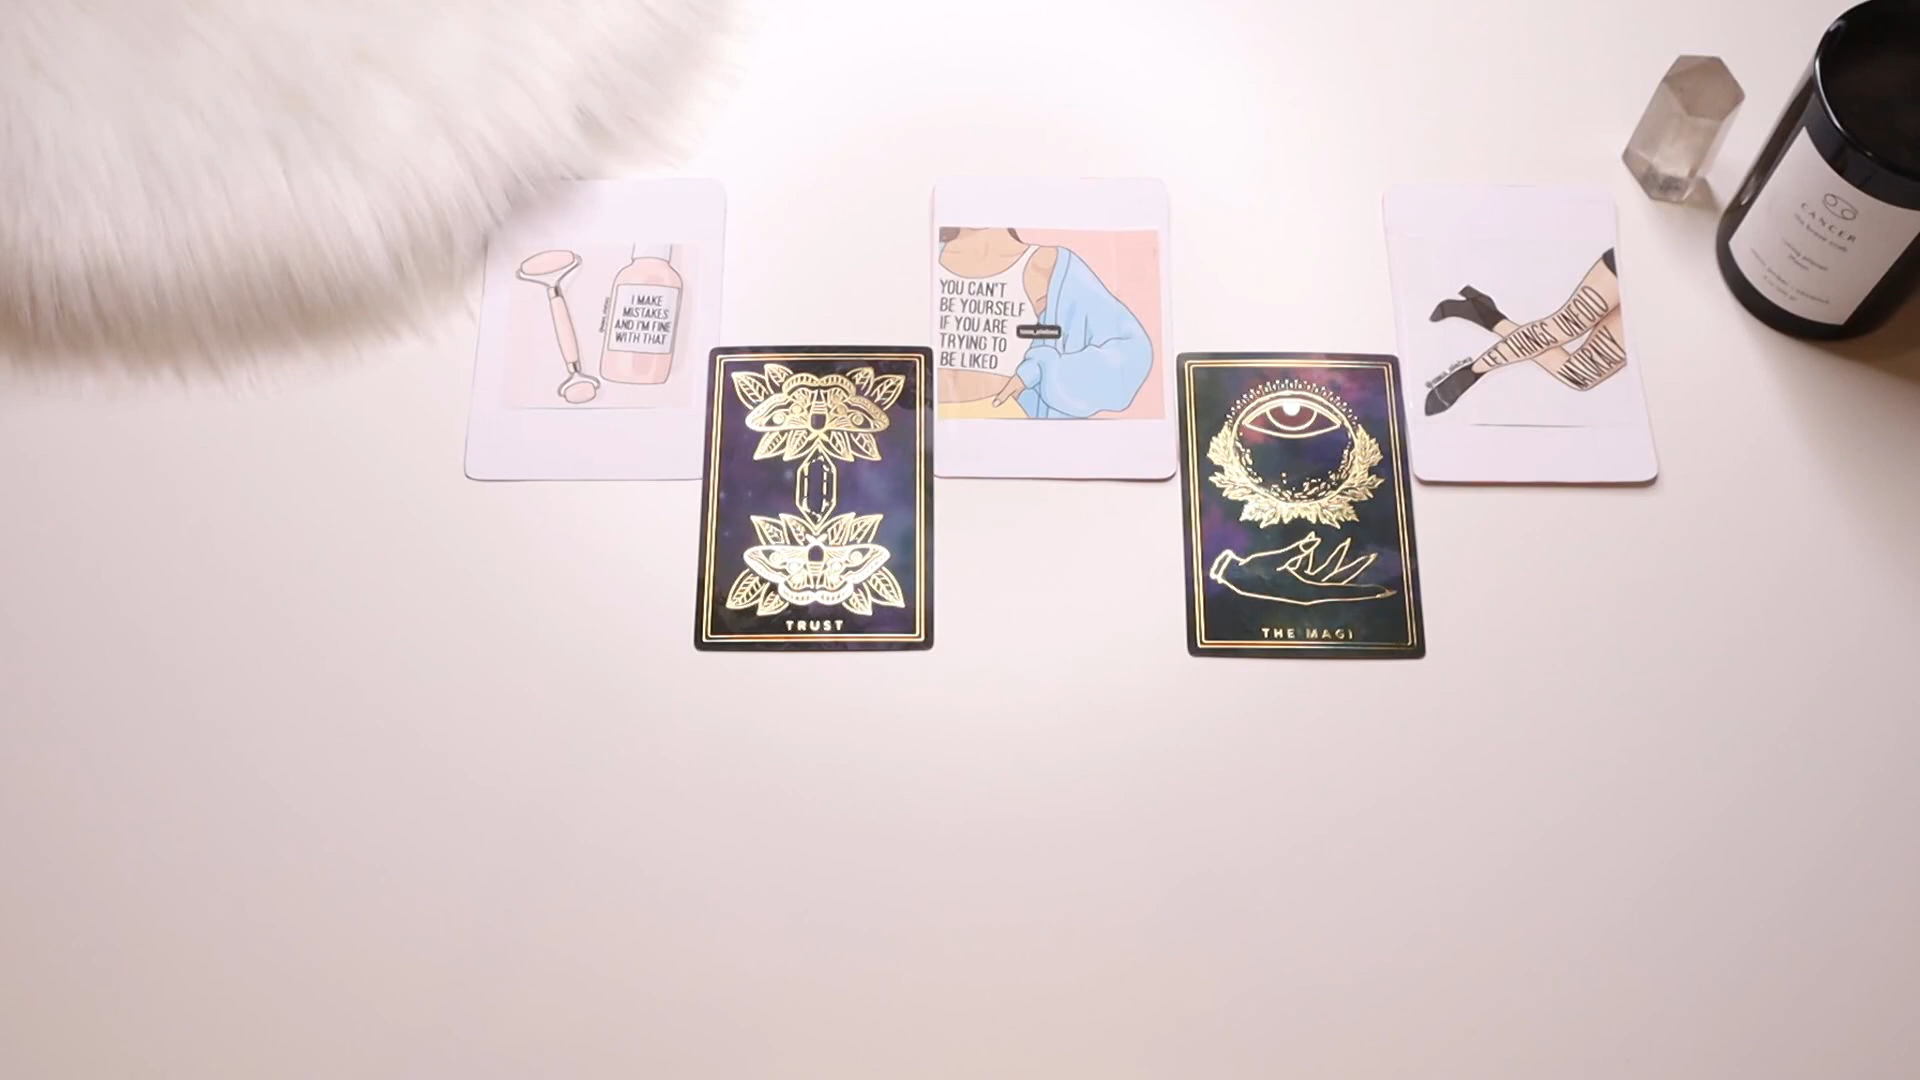 I MAKE
MISTAKES
AND I'M FINE
WITH THAT
YOU CAN'T
BE YOURSELF
IF YOU ARE
TRYING TO
BE LIKED
LET THINGS UNFOLD
NATURALLY
TRUST
THE MAGI
CANCER